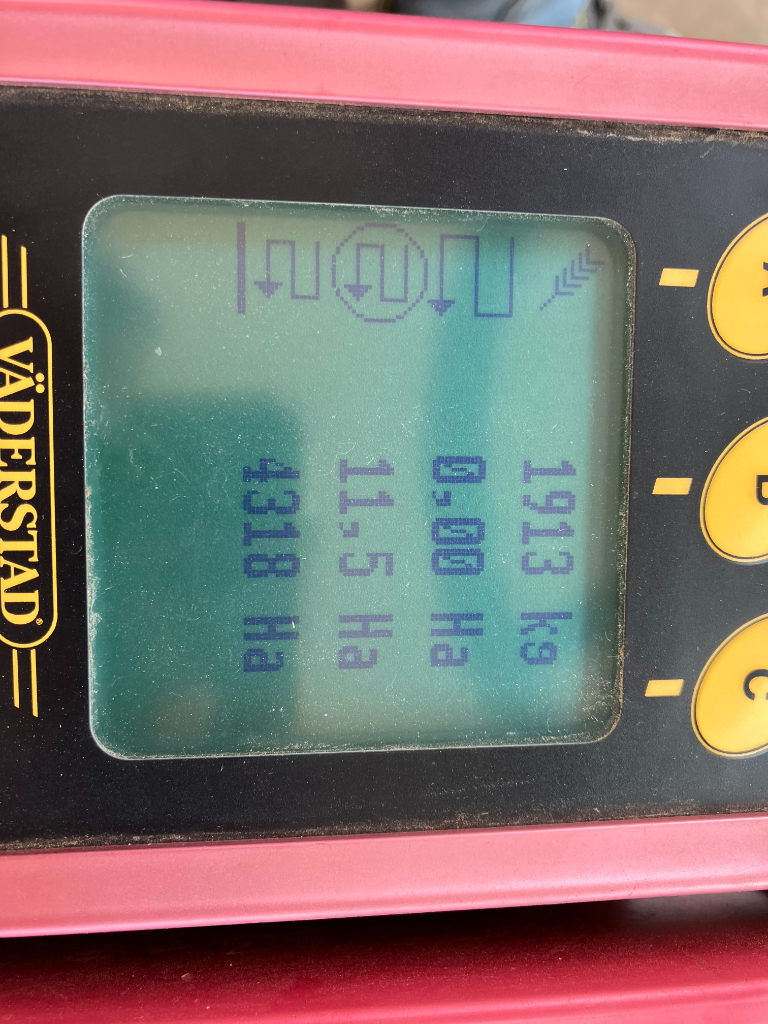 C
1913 kg
0,00 Ha
11,5 Ha
4318 Ha
VÄDERSTAD®